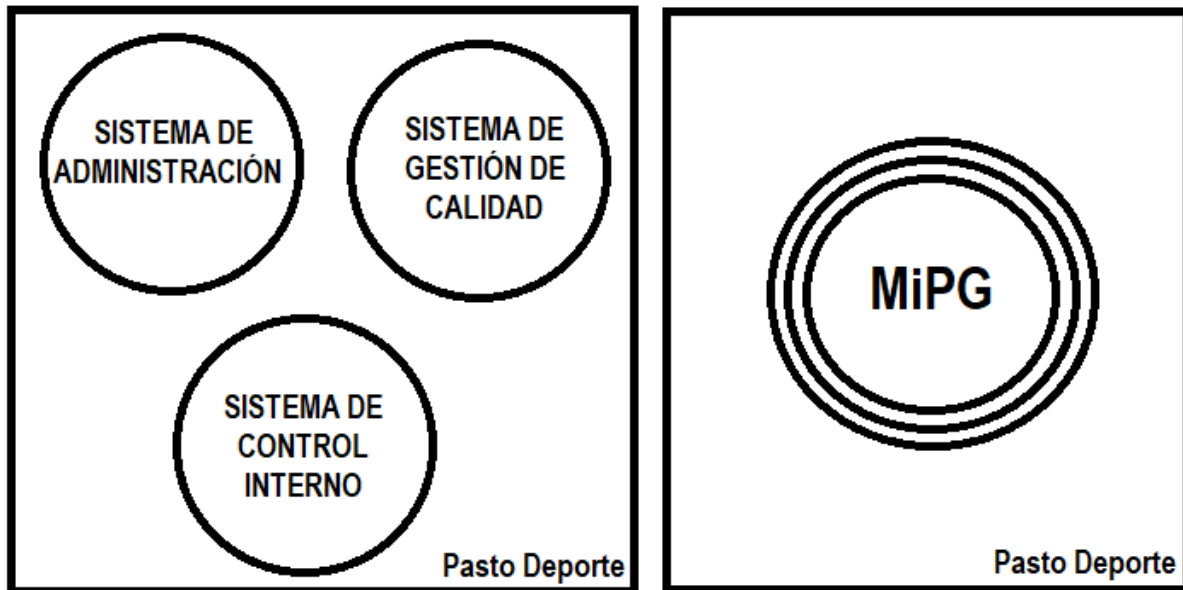 SISTEMA DE
ADMINISTRACIÓN
SISTEMA DE
GESTIÓN DE
CALIDAD
SISTEMA DE
CONTROL
INTERNO
Pasto Deporte
MiPG
Pasto Deporte